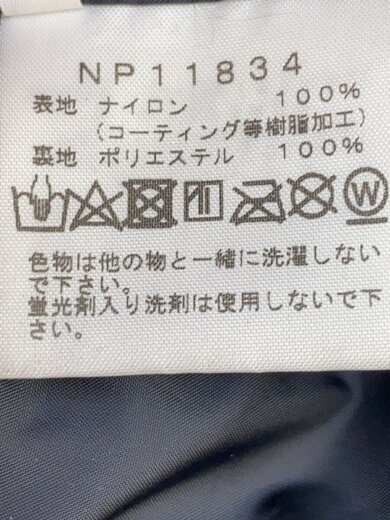 NP11834
表地 ナイロン 100%
(コーティング等樹脂加工)
裏地 ポリエステル 100%
W
色物は他の物と一緒に洗濯しない
で下さい。
蛍光剤入り洗剤は使用しないで下
さい。